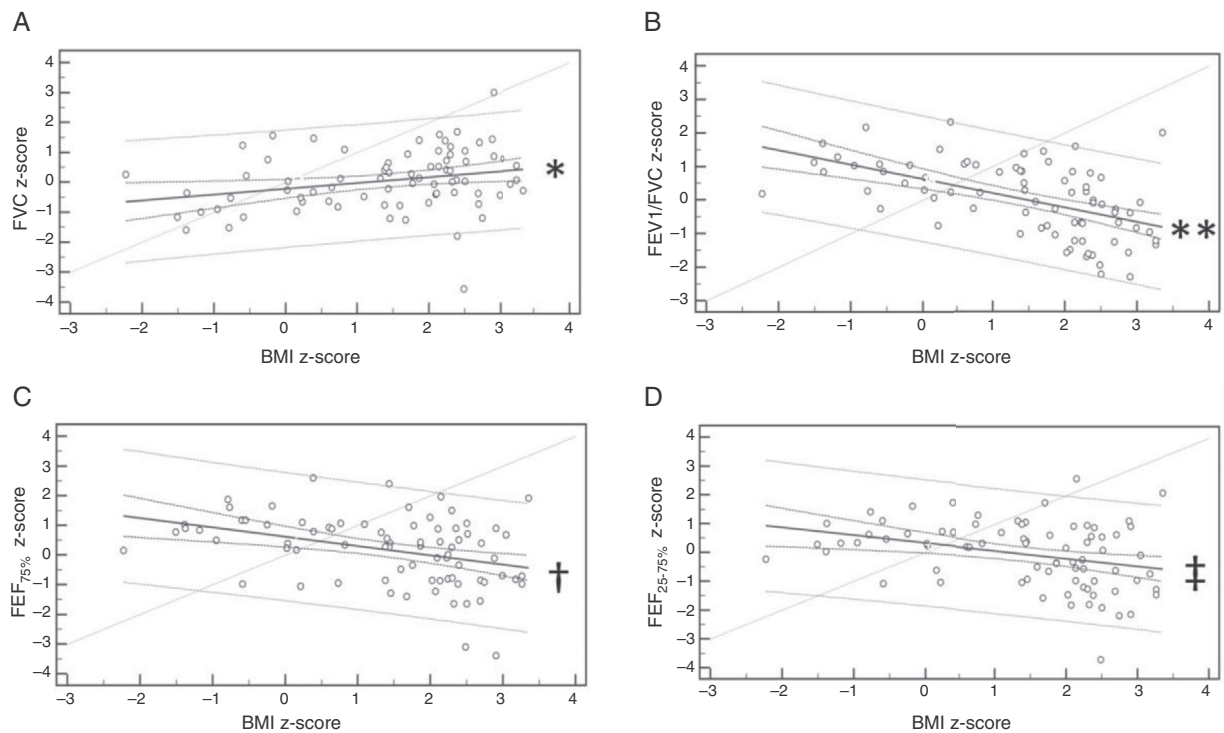 A
FVC z-score
4
3
2
1
0
–1
–2
–3
–4
*
–3 –2 –1 0 1 2 3 4
BMI z-score
B
FEV1/FVC z-score
4
3
2
1
0
–1
–2
–3
**
–3 –2 –1 0 1 2 3 4
BMI z-score
C
FEF75% z-score
4
3
2
1
0
–1
–2
–3
–4
†
–3 –2 –1 0 1 2 3 4
BMI z-score
D
FEF25-75% z-score
4
3
2
1
0
–1
–2
–3
–4
‡
–3 –2 –1 0 1 2 3 4
BMI z-score